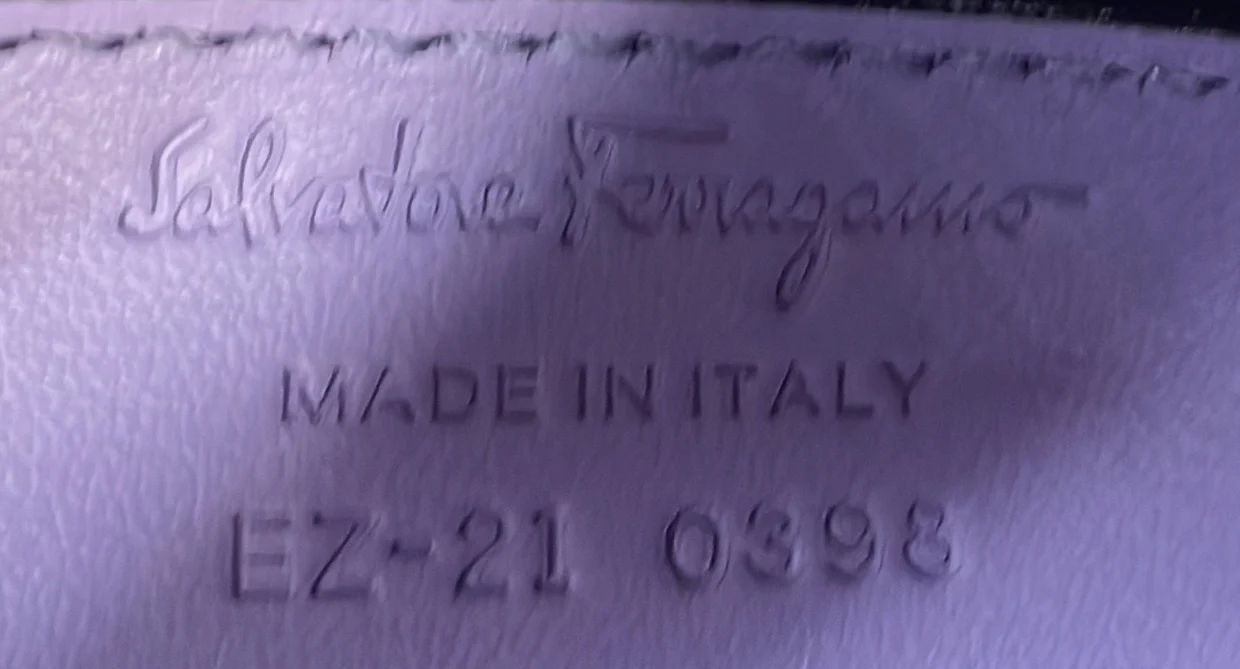 Salvatore Ferragamo
MADE IN ITALY
EZ-21 0398